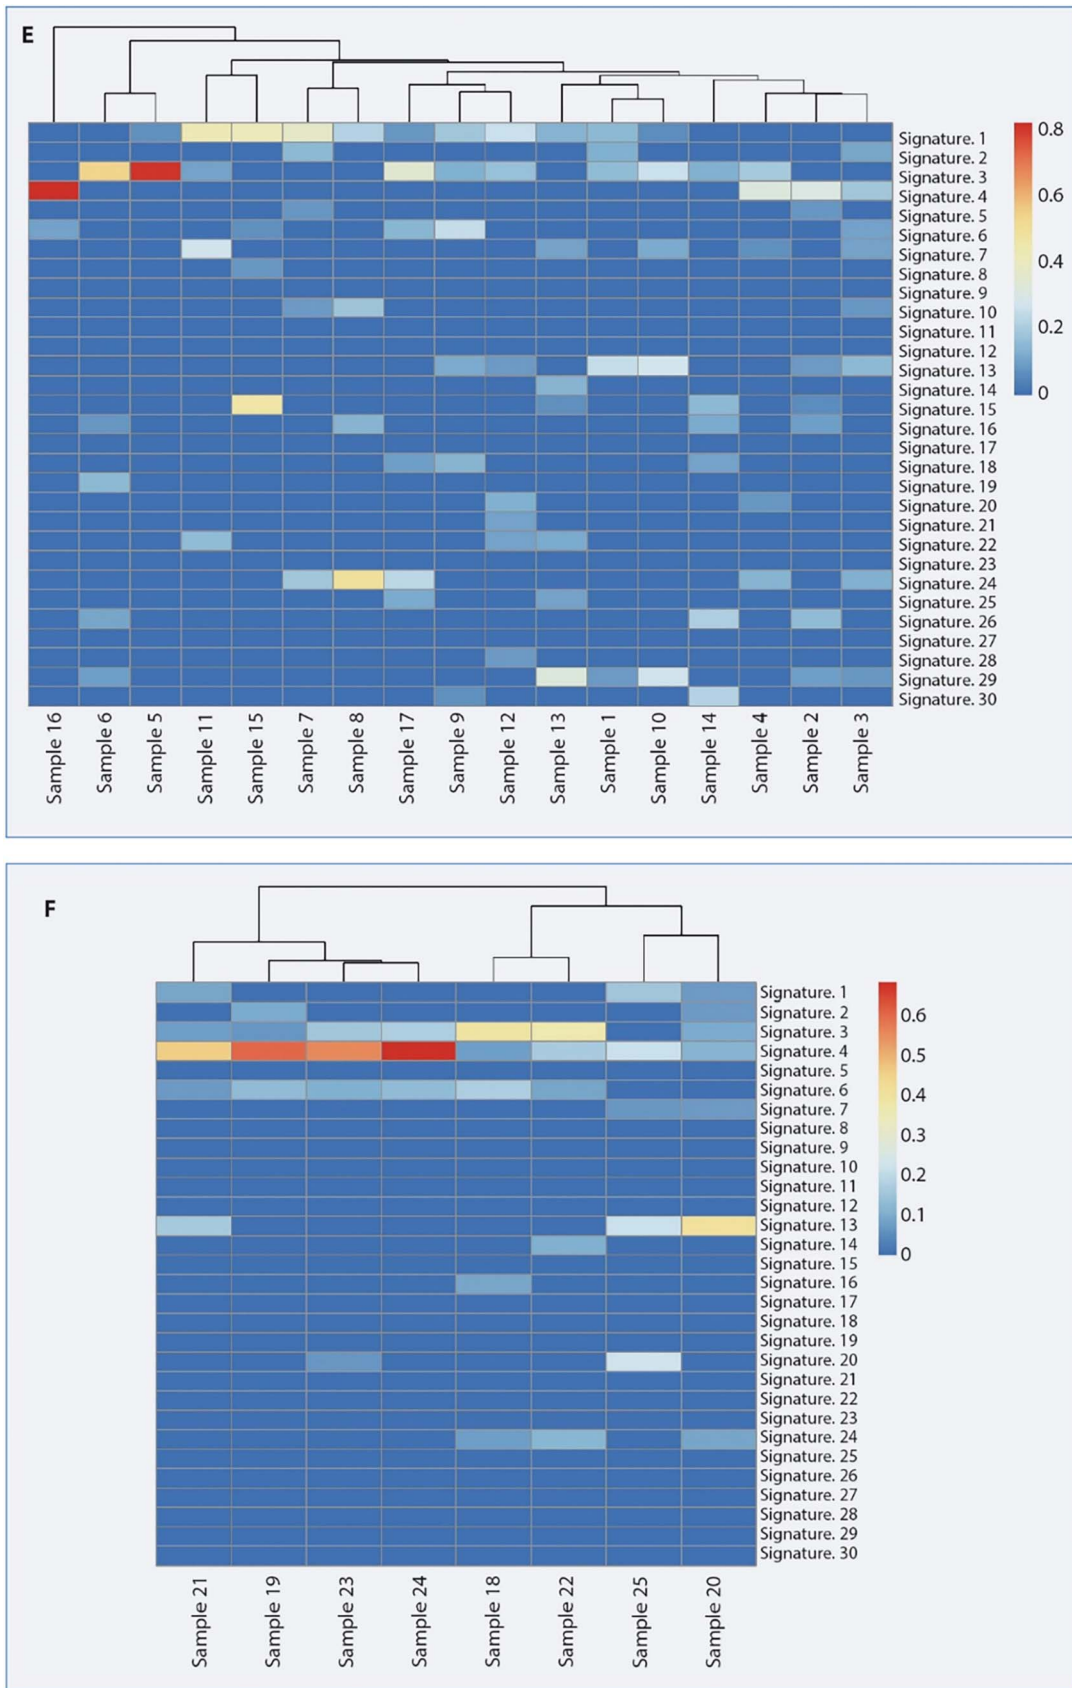 E
0.8
0.6
0.4
0.2
0
Signature. 1
Signature. 2
Signature. 3
Signature. 4
Signature. 5
Signature. 6
Signature. 7
Signature. 8
Signature. 9
Signature. 10
Signature. 11
Signature. 12
Signature. 13
Signature. 14
Signature. 15
Signature. 16
Signature. 17
Signature. 18
Signature. 19
Signature. 20
Signature. 21
Signature. 22
Signature. 23
Signature. 24
Signature. 25
Signature. 26
Signature. 27
Signature. 28
Signature. 29
Signature. 30
Sample 16
Sample 6
Sample 5
Sample 11
Sample 15
Sample 7
Sample 8
Sample 17
Sample 9
Sample 12
Sample 13
Sample 1
Sample 10
Sample 14
Sample 4
Sample 2
Sample 3
F
Signature. 1
Signature. 2
Signature. 3
Signature. 4
Signature. 5
Signature. 6
Signature. 7
Signature. 8
Signature. 9
Signature. 10
Signature. 11
Signature. 12
Signature. 13
Signature. 14
Signature. 15
Signature. 16
Signature. 17
Signature. 18
Signature. 19
Signature. 20
Signature. 21
Signature. 22
Signature. 23
Signature. 24
Signature. 25
Signature. 26
Signature. 27
Signature. 28
Signature. 29
Signature. 30
0.6
0.5
0.4
0.3
0.2
0.1
0
Sample 21
Sample 19
Sample 23
Sample 24
Sample 18
Sample 22
Sample 25
Sample 20